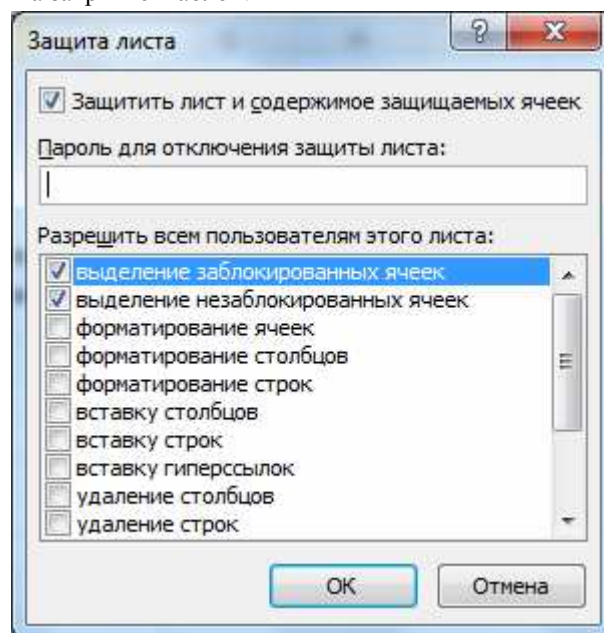 Защита листа
Защитить лист и содержимое защищаемых ячеек
Пароль для отключения защиты листа:
Разрешить всем пользователям этого листа:
выделение заблокированных ячеек
выделение незаблокированных ячеек
форматирование ячеек
форматирование столбцов
форматирование строк
вставку столбцов
вставку строк
вставку гиперссылок
удаление столбцов
удаление строк
ОК
Отмена